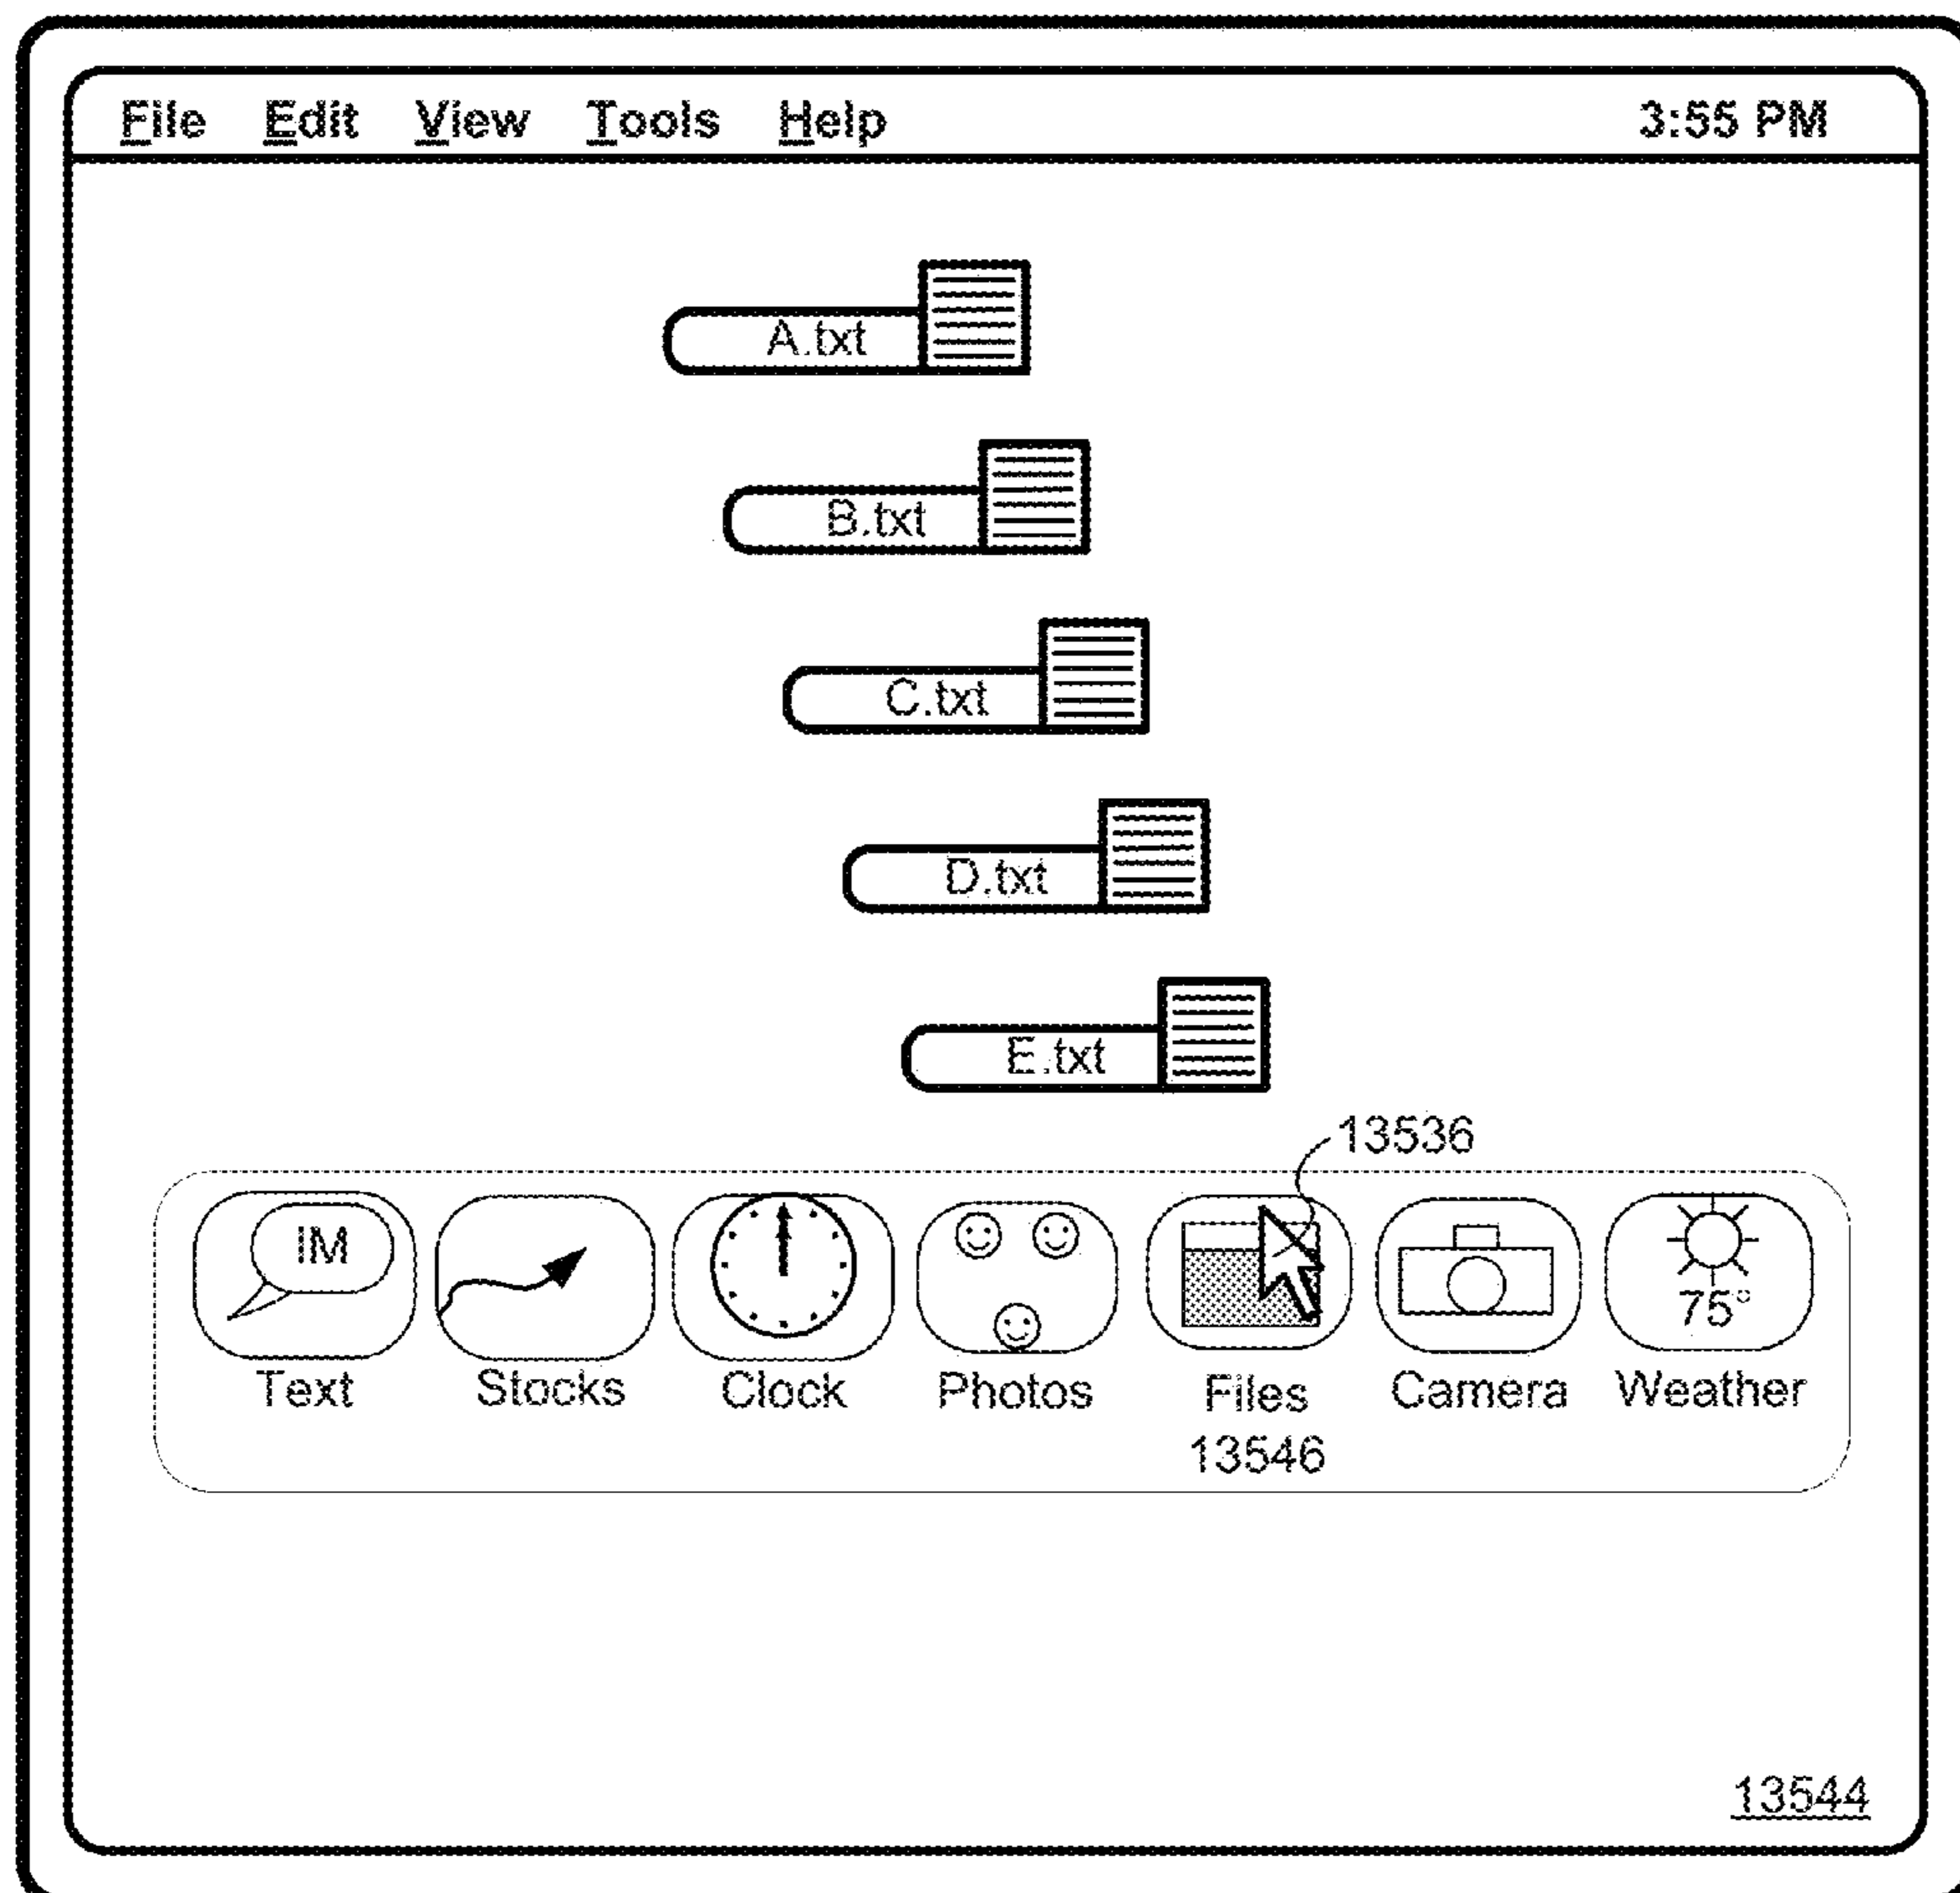 File Edit View Tools Help 3:55 PM
A.txt
B.txt
C.txt
D.txt
E.txt
13536
IM
75°
Text Stocks Clock Photos Files Camera Weather
13546
13544